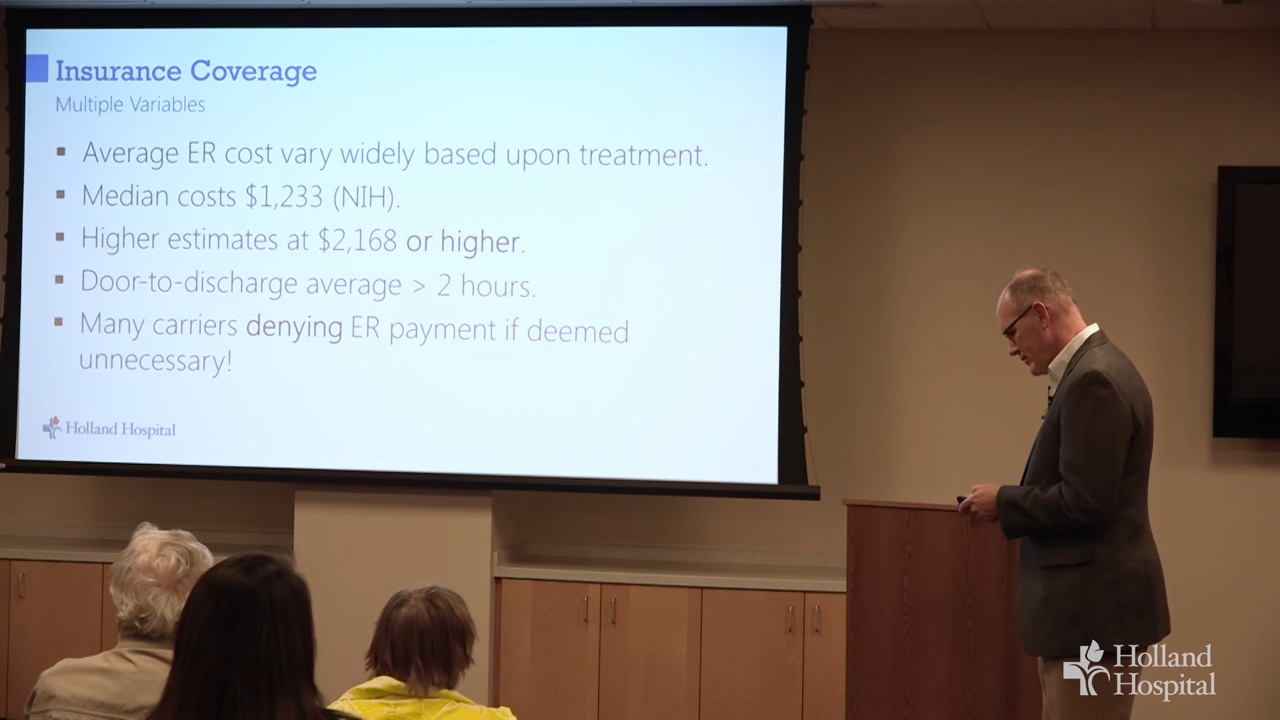 Insurance Coverage
Multiple Variables
Average ER cost vary widely based upon treatment.
Median costs $1,233 (NIH).
Higher estimates at $2,168 or higher.
Door-to-discharge average > 2 hours.
Many carriers denying ER payment if deemed
unnecessary!
Holland Hospital
Holland
Hospital